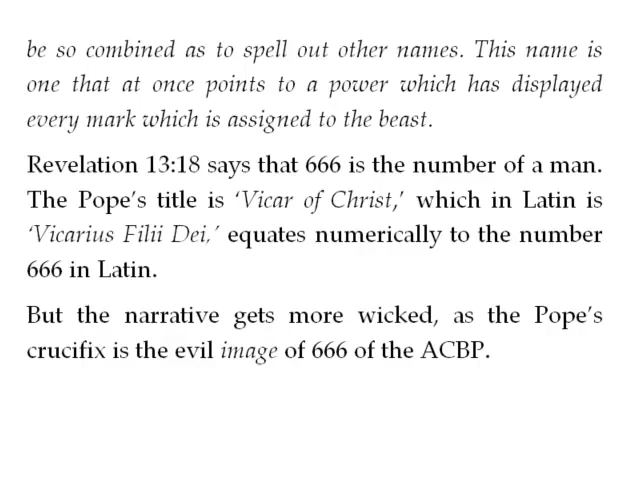 be so combined as to spell out other names. This name is
one that at once points to a power which has displayed
every mark which is assigned to the beast.
Revelation 13:18 says that 666 is the number of a man.
The Pope’s title is ‘Vicar of Christ,’ which in Latin is
‘Vicarius Filii Dei,’ equates numerically to the number
666 in Latin.
But the narrative gets more wicked, as the Pope’s
crucifix is the evil image of 666 of the ACBP.